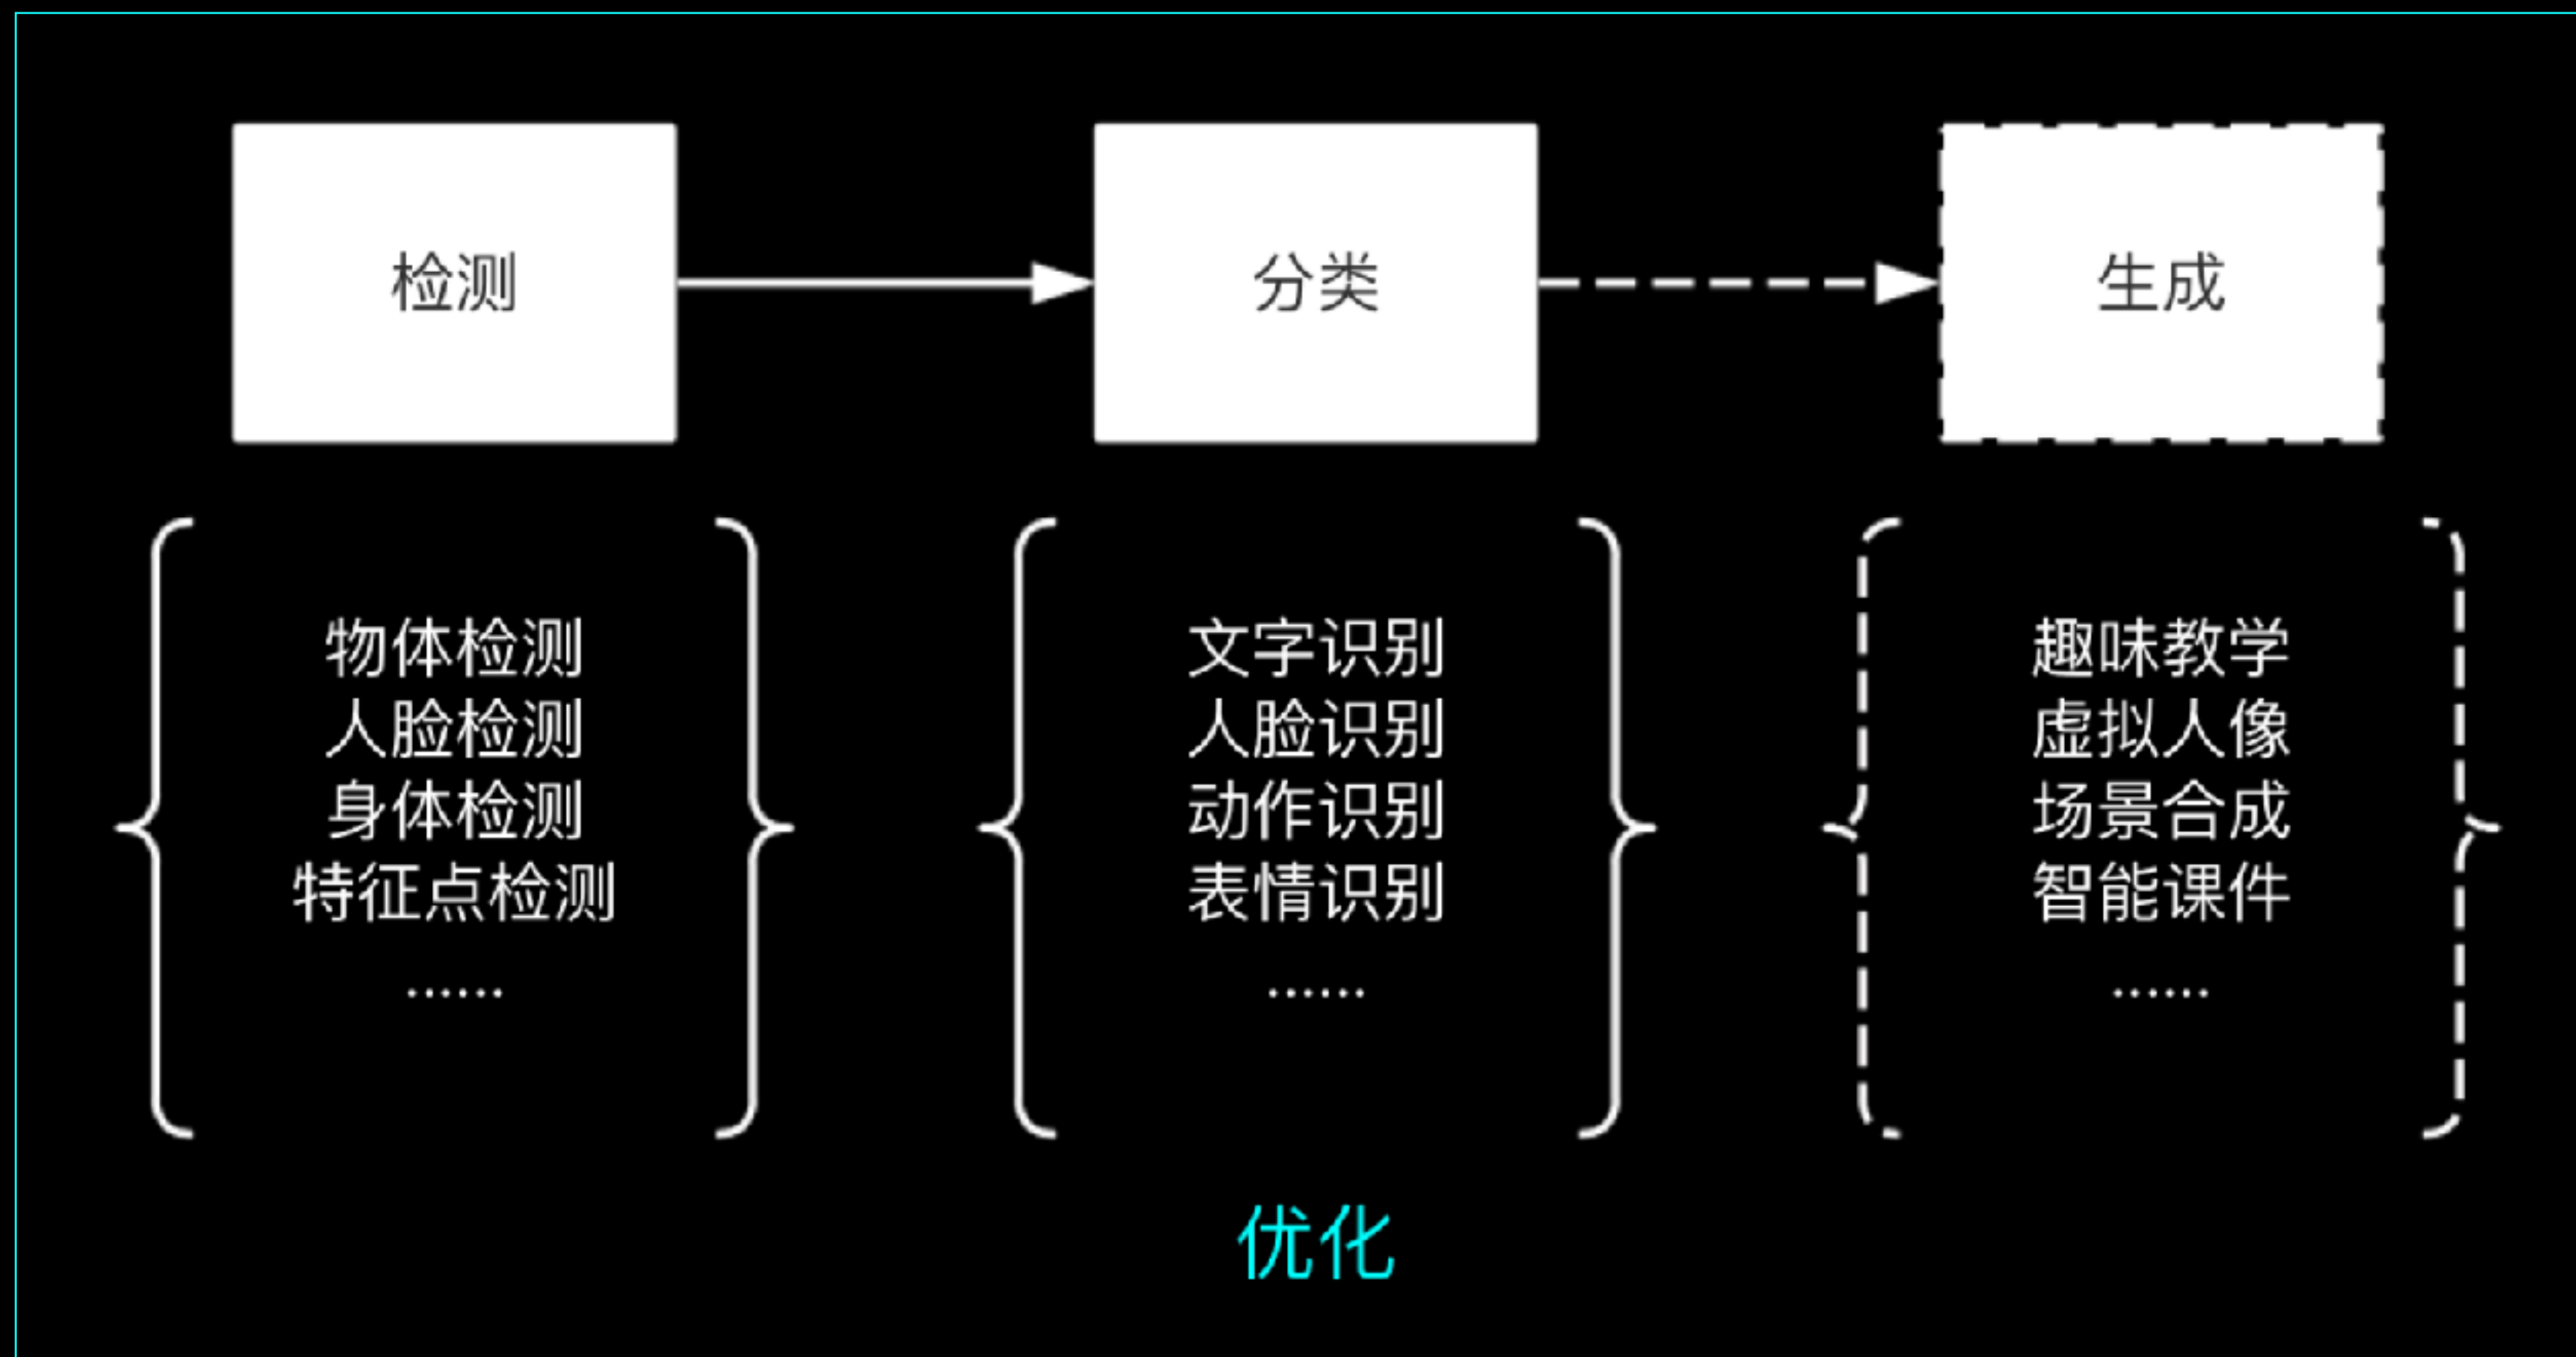 检测
分类
生成
物体检测
人脸检测
身体检测
特征点检测
……
文字识别
人脸识别
动作识别
表情识别
……
趣味教学
虚拟人像
场景合成
智能课件
……
优化